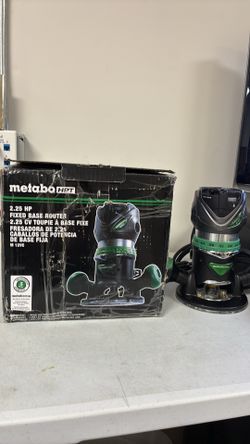 metabo HPT
2.25 HP
FIXED BASE ROUTER
2.25 CV TOUPIE À BASE FIXE
FRESADORA DE 2.25
CABALLOS DE POTENCIA
DE BASE FIJA
M 12VC